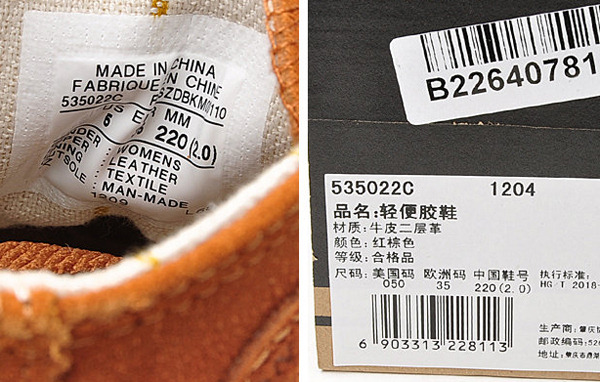 MADE IN CHINA
FABRIQUE EN CHINE
535022C
US
MM
6
220(2.0)
WOMENS
LEATHER
TEXTILE
MAN-MADE
1209
B22640781
535022C 1204
品名:轻便胶鞋
材质:牛皮二层革
颜色:红棕色
等级:合格品
尺码: 美国码 欧洲码 中国鞋号 执行标准:
050 35 220(2.0) HG/T 2018-
6 903313 228113
生产商:
邮政编码:
地址: